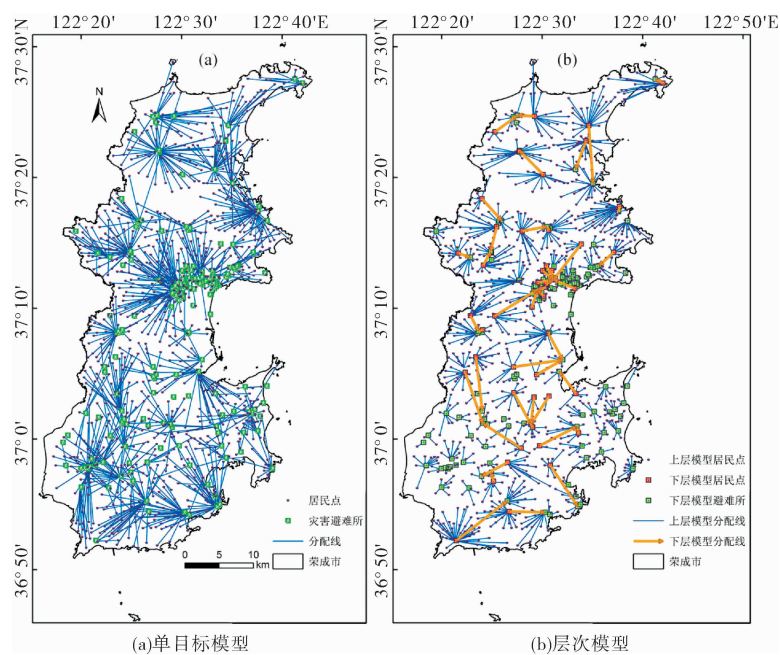 122°20′ 122°30′ 122°40′E
122°20′ 122°30′ 122°40′ 122°50′E
37°30′
37°20′
37°10′
37°0′
36°50′
(a)
N
居民点
灾害避难所
分配线
荣成市
0 5 10
km
37°30′
37°20′
37°10′
37°0′
36°50′
(b)
上层模型居民点
下层模型居民点
下层模型避难所
上层模型分配线
下层模型分配线
荣成市
(a)单目标模型
(b)层次模型